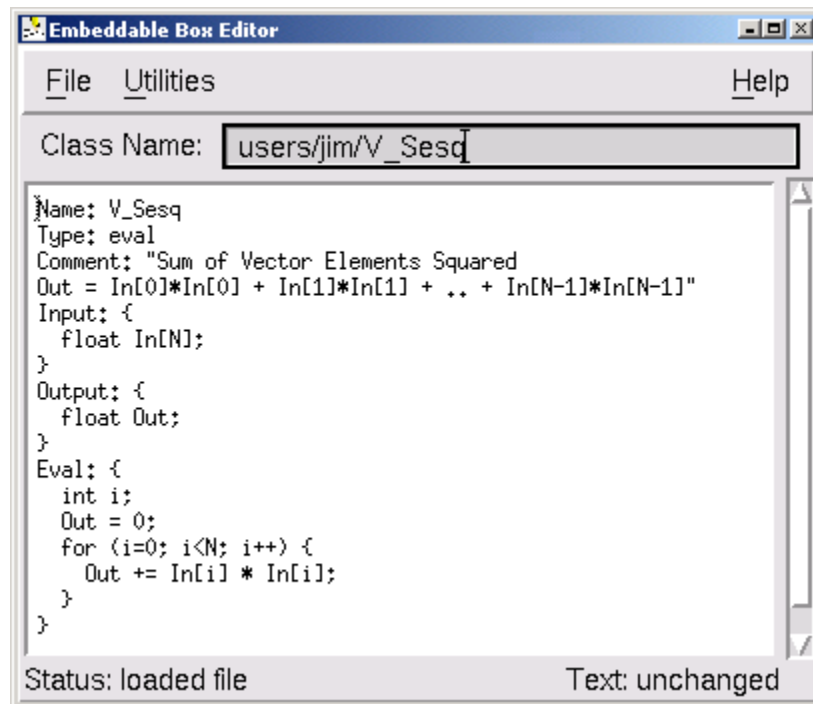 Embeddable Box Editor
File Utilities Help
Class Name: users/jim/V_Sesq
Name: V_Sesq
Type: eval
Comment: "Sum of Vector Elements Squared
Out = In[0]*In[0] + In[1]*In[1] + .. + In[N-1]*In[N-1]"
Input: {
  float In[N];
}
Output: {
  float Out;
}
Eval: {
  int i;
  Out = 0;
  for (i=0; i<N; i++) {
    Out += In[i] * In[i];
  }
}
Status: loaded file Text: unchanged